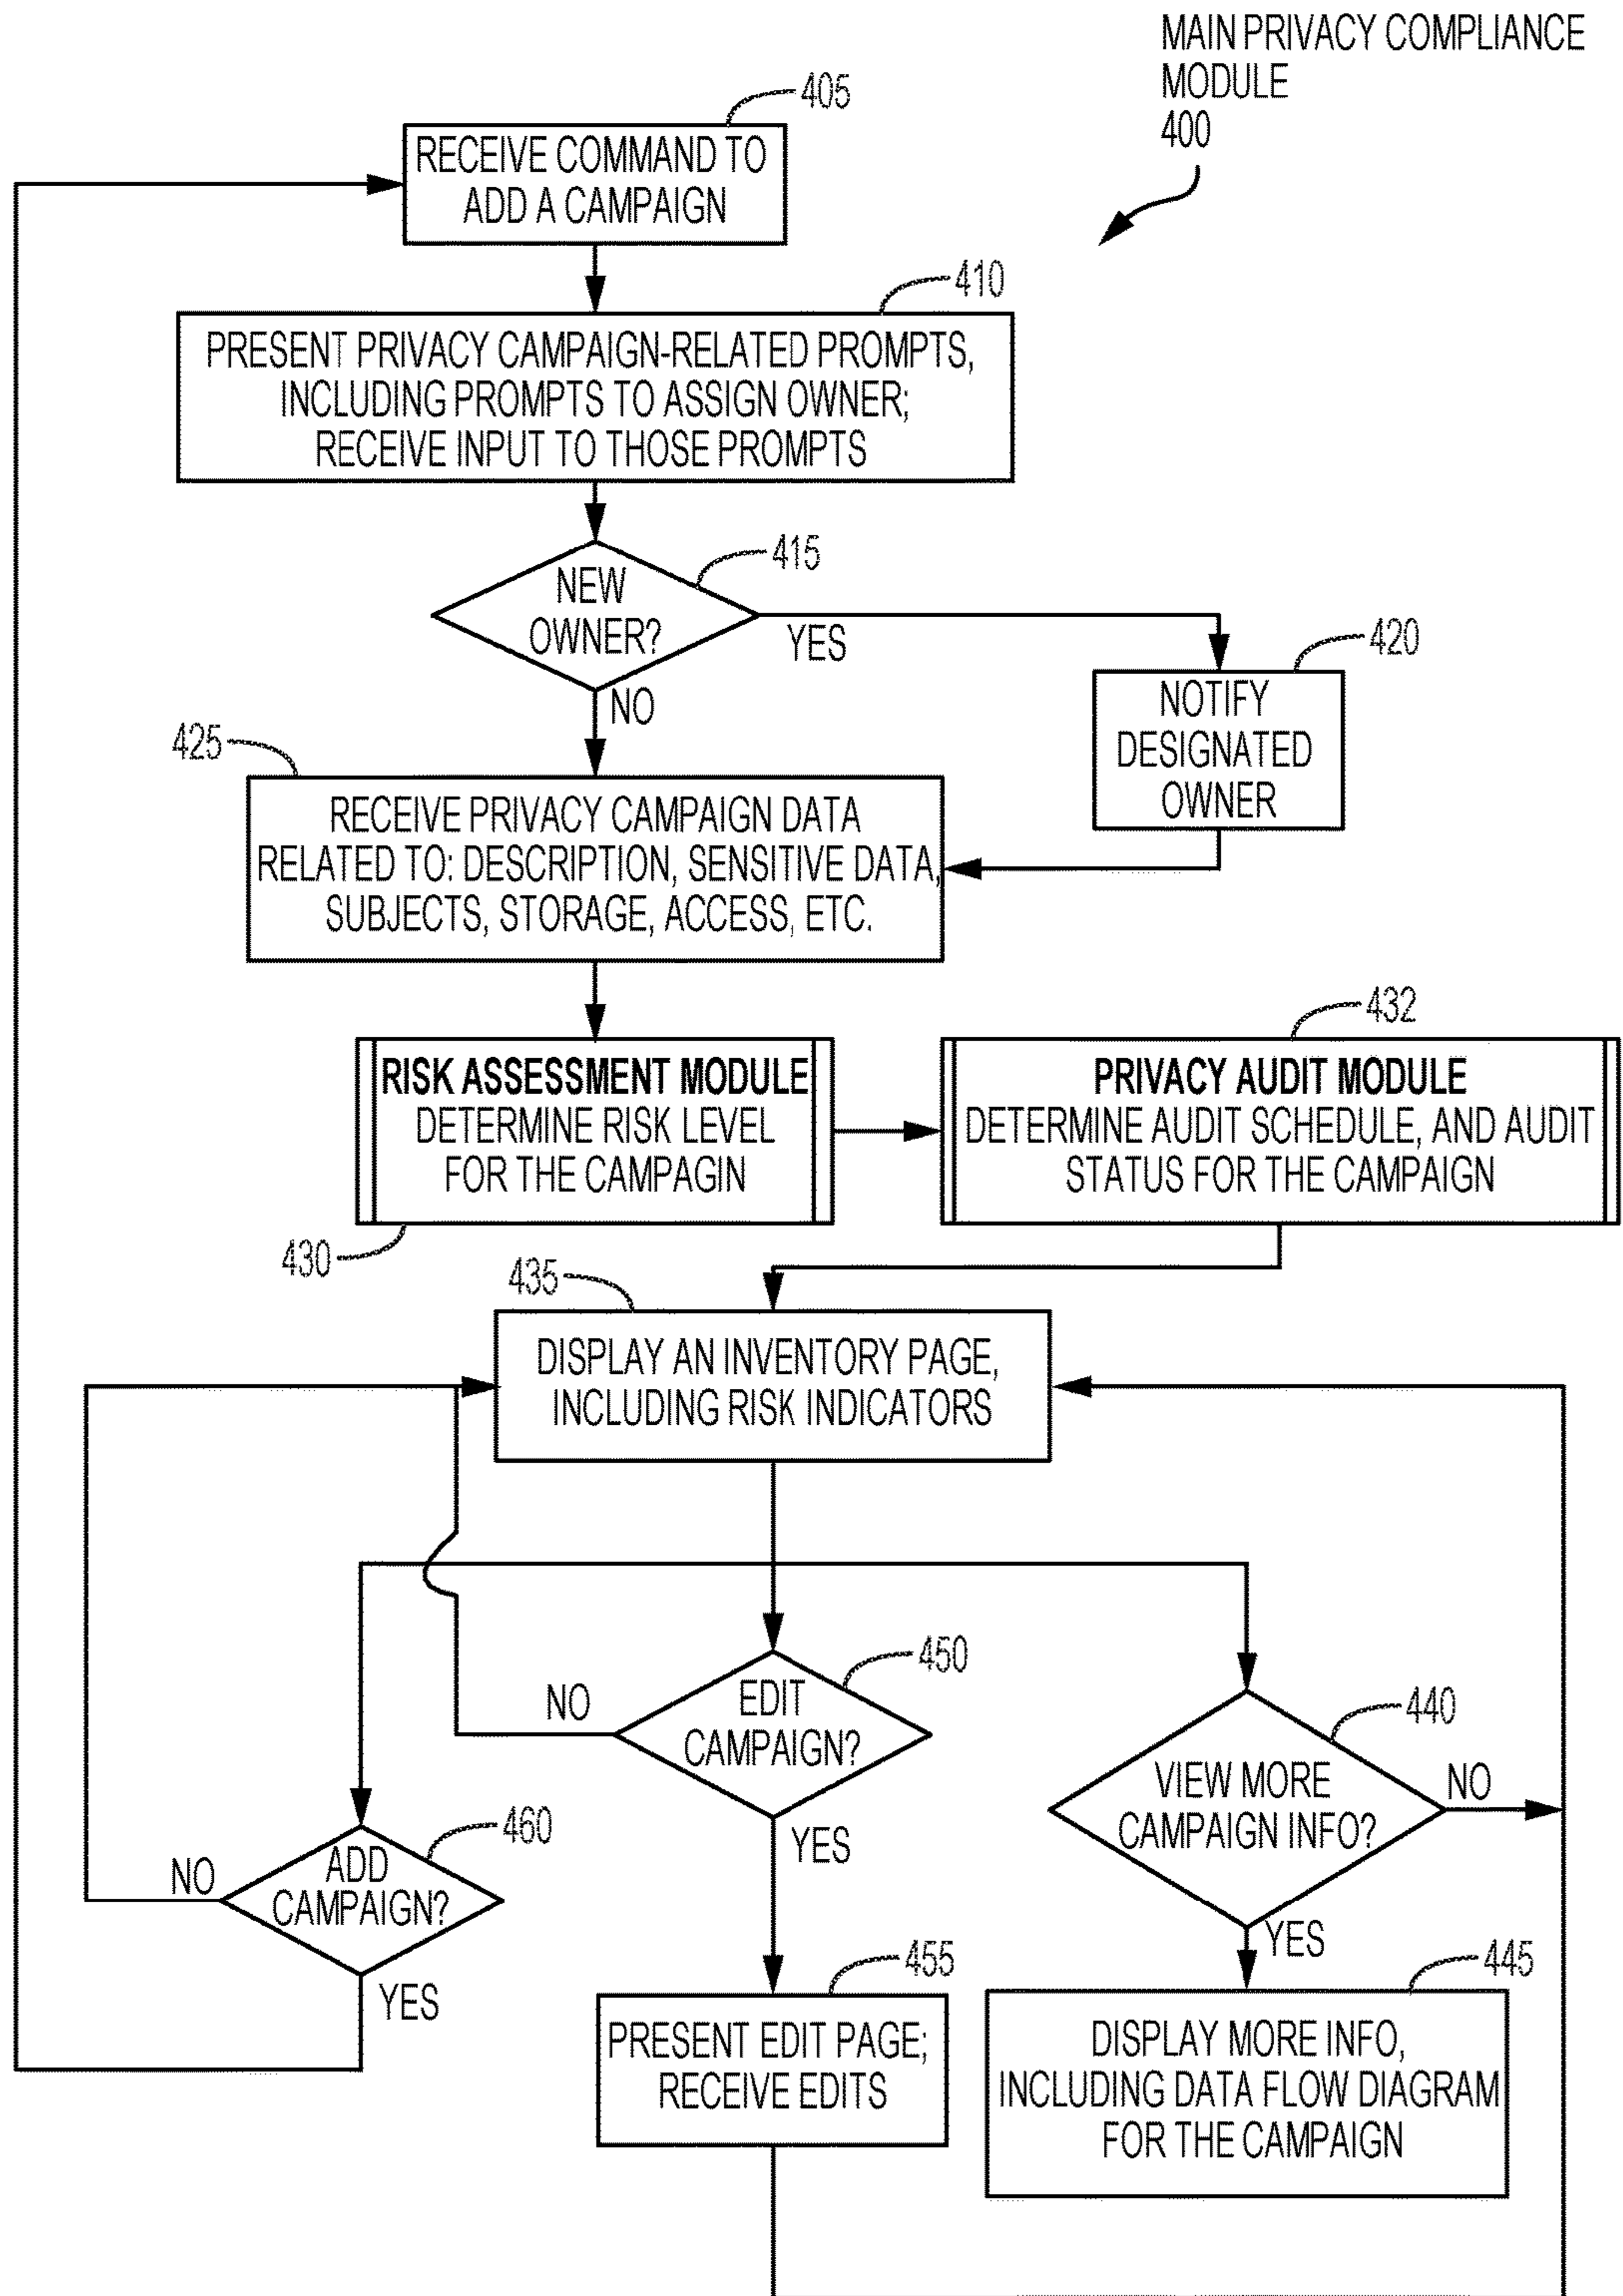 MAIN PRIVACY COMPLIANCE
MODULE
400
405
RECEIVE COMMAND TO
ADD A CAMPAIGN
410
PRESENT PRIVACY CAMPAIGN-RELATED PROMPTS,
INCLUDING PROMPTS TO ASSIGN OWNER;
RECEIVE INPUT TO THOSE PROMPTS
415
NEW
OWNER?
YES
NO
420
NOTIFY
DESIGNATED
OWNER
425
RECEIVE PRIVACY CAMPAIGN DATA
RELATED TO: DESCRIPTION, SENSITIVE DATA,
SUBJECTS, STORAGE, ACCESS, ETC.
RISK ASSESSMENT MODULE
DETERMINE RISK LEVEL
FOR THE CAMPAGIN
430
432
PRIVACY AUDIT MODULE
DETERMINE AUDIT SCHEDULE, AND AUDIT
STATUS FOR THE CAMPAIGN
435
DISPLAY AN INVENTORY PAGE,
INCLUDING RISK INDICATORS
450
EDIT
CAMPAIGN?
NO
YES
440
VIEW MORE
CAMPAIGN INFO?
NO
YES
460
ADD
CAMPAIGN?
NO
YES
455
PRESENT EDIT PAGE;
RECEIVE EDITS
445
DISPLAY MORE INFO,
INCLUDING DATA FLOW DIAGRAM
FOR THE CAMPAIGN